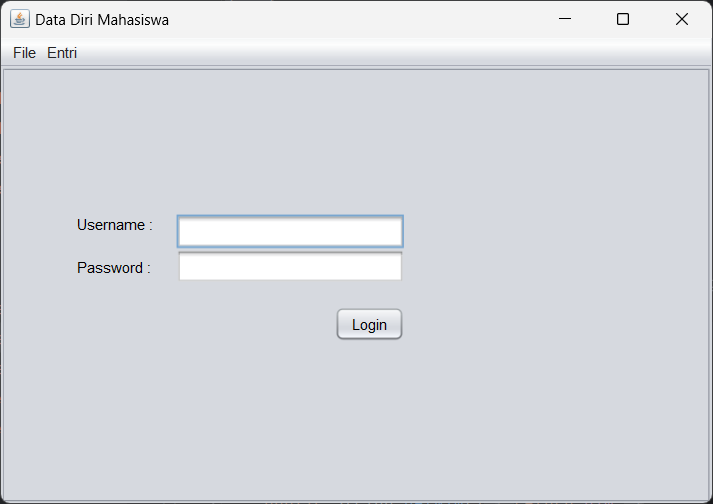 Data Diri Mahasiswa
File Entri
Username :
Password :
Login